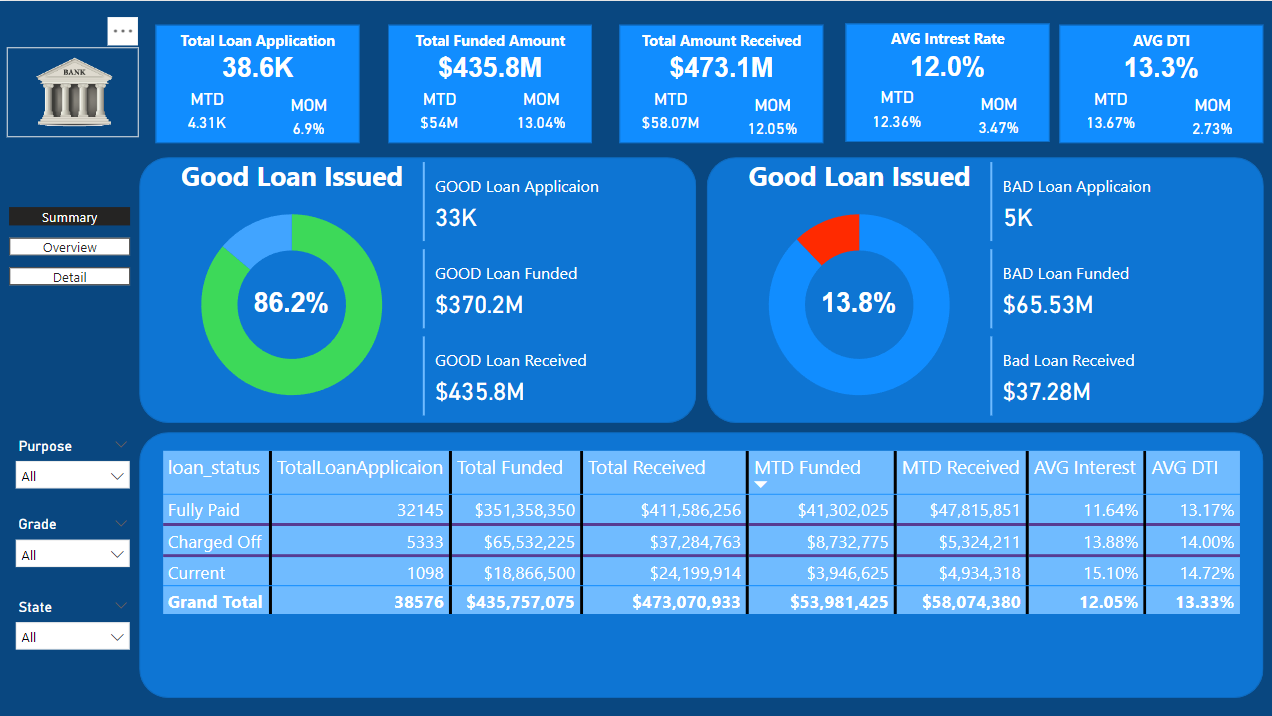 BANK
Total Loan Application
38.6K
MTD
MOM
4.31K
6.9%
Total Funded Amount
$435.8M
MTD
MOM
$54M
13.04%
Total Amount Received
$473.1M
MTD
MOM
$58.07M
12.05%
AVG Intrest Rate
12.0%
MTD
MOM
12.36%
3.47%
AVG DTI
13.3%
MTD
MOM
13.67%
2.73%
Summary
Overview
Detail
Good Loan Issued
86.2%
GOOD Loan Applicaion
33K
GOOD Loan Funded
$370.2M
GOOD Loan Received
$435.8M
Good Loan Issued
13.8%
BAD Loan Applicaion
5K
BAD Loan Funded
$65.53M
Bad Loan Received
$37.28M
Purpose
All
Grade
All
State
All
loan_status TotalLoanApplicaion Total Funded Total Received MTD Funded MTD Received AVG Interest AVG DTI
Fully Paid 32145 $351,358,350 $411,586,256 $41,302,025 $47,815,851 11.64% 13.17%
Charged Off 5333 $65,532,225 $37,284,763 $8,732,775 $5,324,211 13.88% 14.00%
Current 1098 $18,866,500 $24,199,914 $3,946,625 $4,934,318 15.10% 14.72%
Grand Total 38576 $435,757,075 $473,070,933 $53,981,425 $58,074,380 12.05% 13.33%